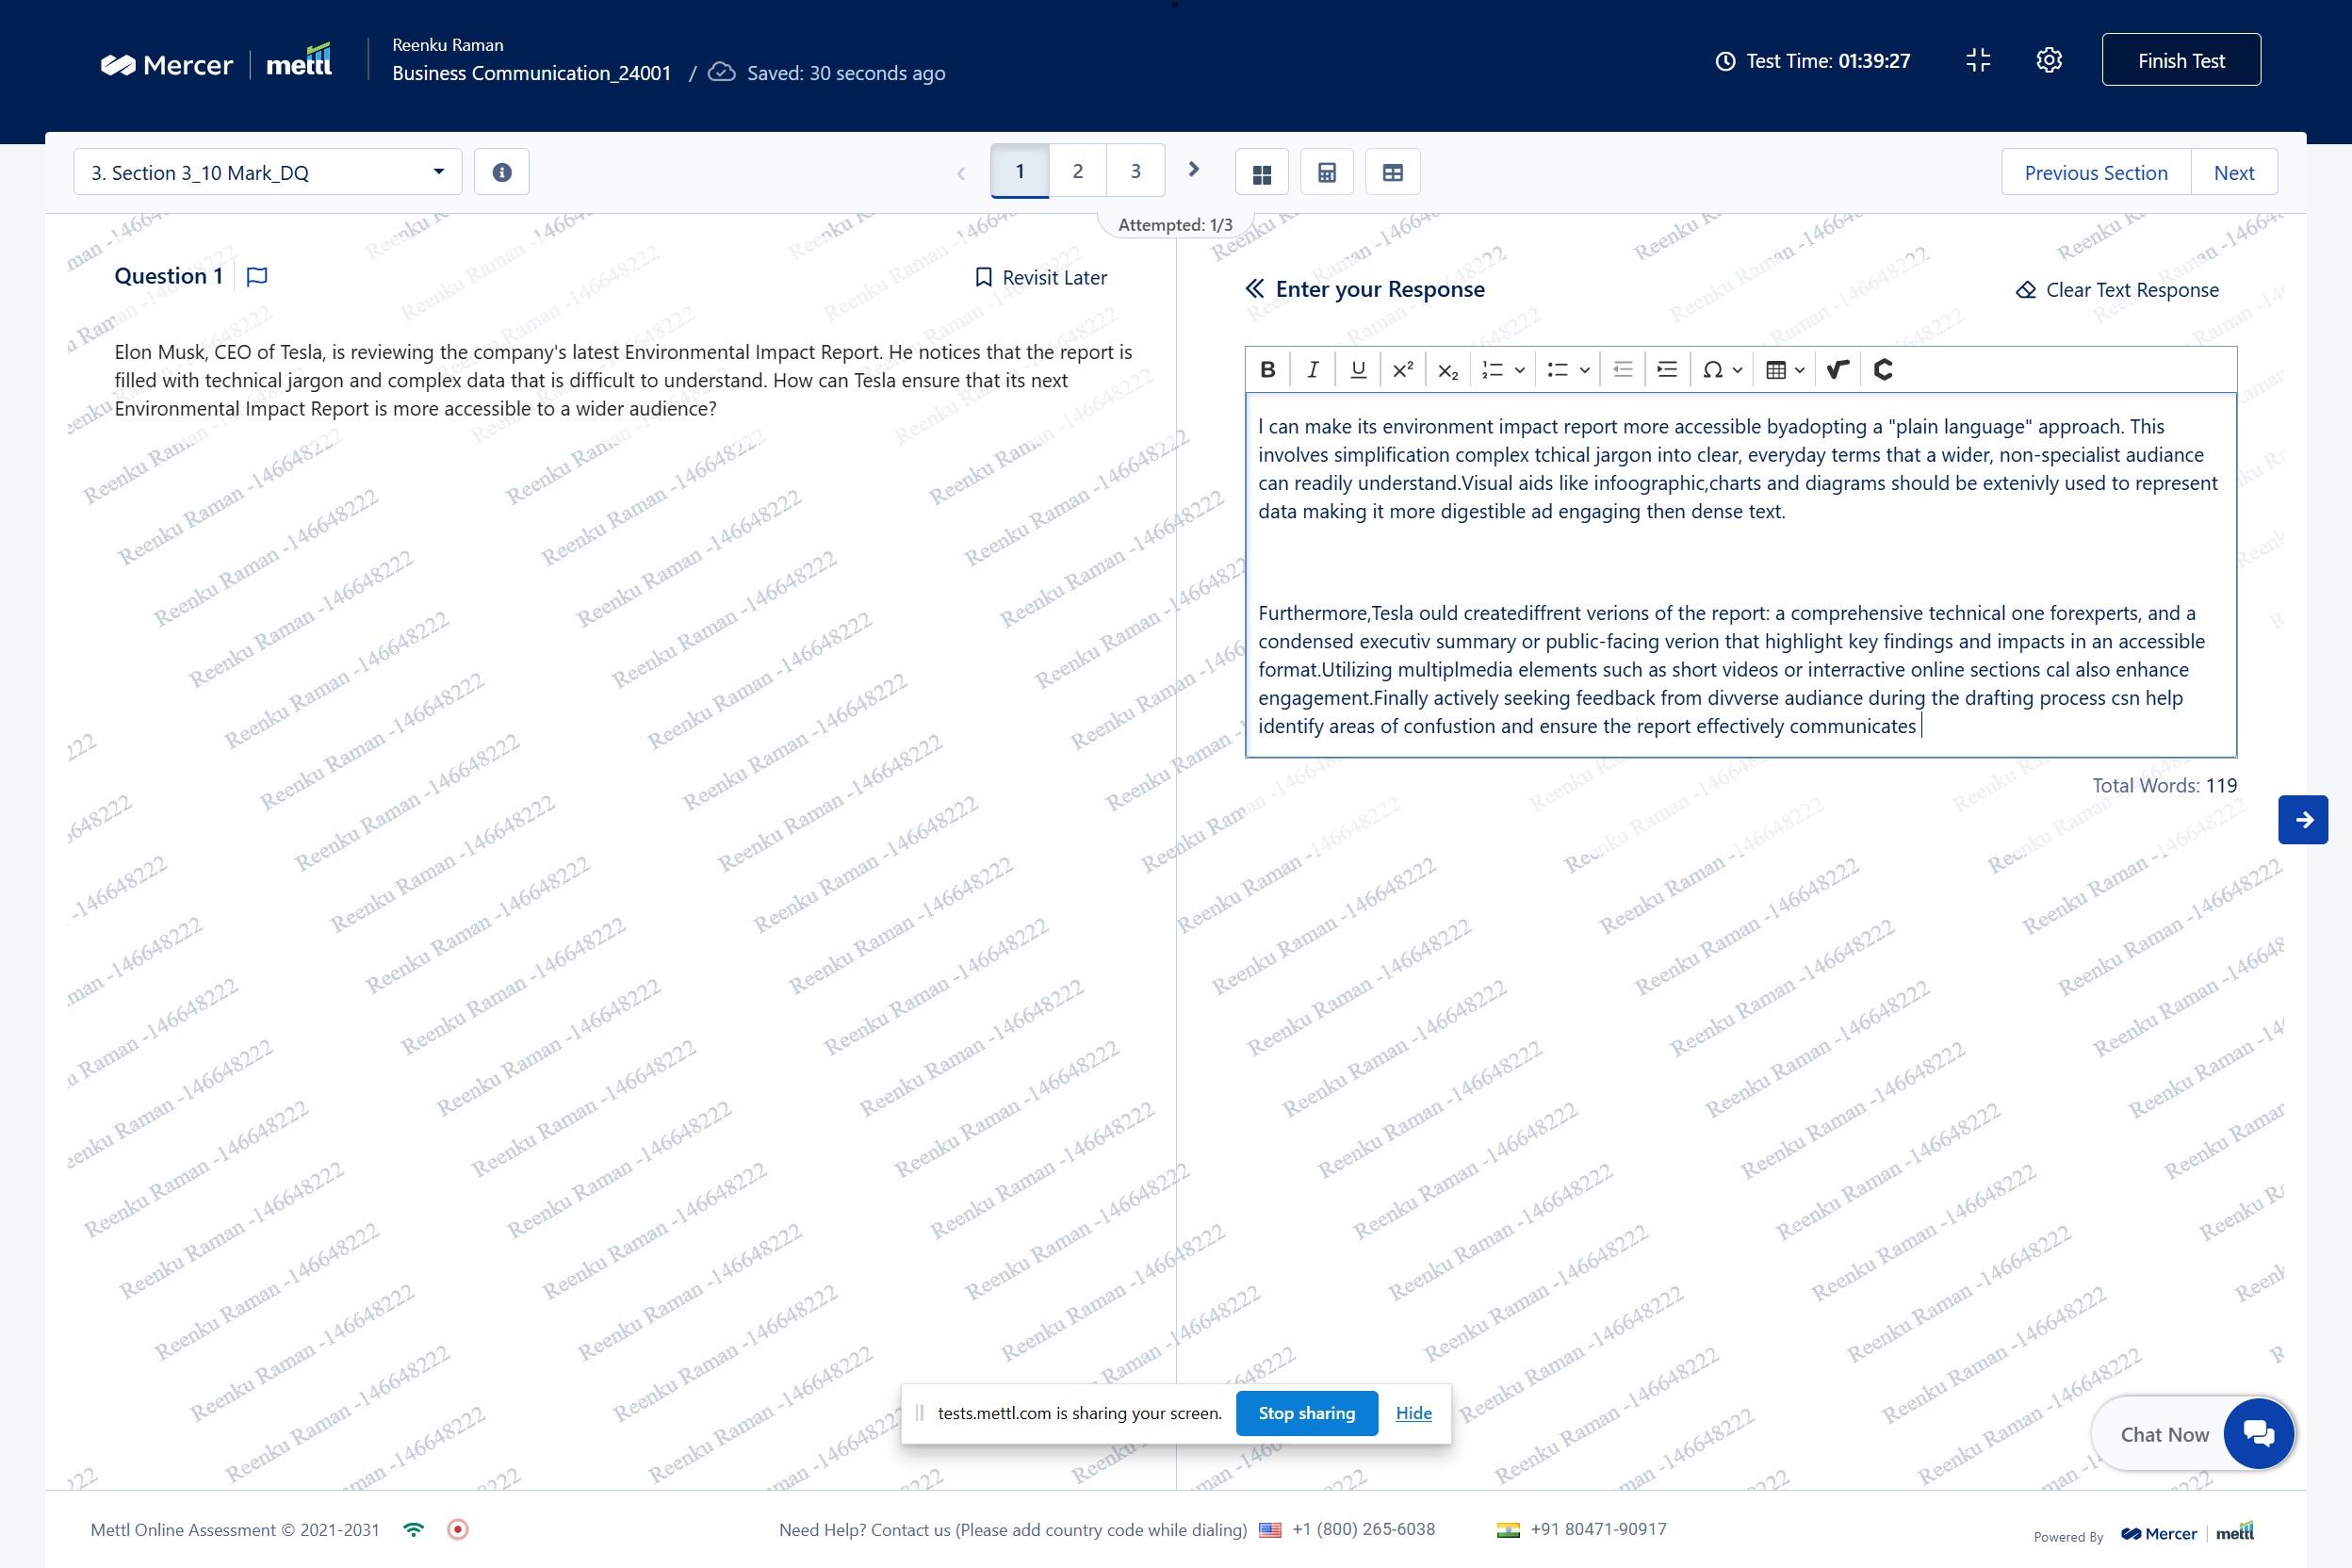 Mercer | mettl
Reenku Raman
Business Communication_24001 / Saved: 30 seconds ago
Test Time: 01:39:27
Finish Test
3. Section 3_10 Mark_DQ
1 2 3
Previous Section Next
Attempted: 1/3
Question 1
Revisit Later
Elon Musk, CEO of Tesla, is reviewing the company's latest Environmental Impact Report. He notices that the report is
filled with technical jargon and complex data that is difficult to understand. How can Tesla ensure that its next
Environmental Impact Report is more accessible to a wider audience?
Enter your Response
Clear Text Response
I can make its environment impact report more accessible byadopting a "plain language" approach. This
involves simplification complex tchical jargon into clear, everyday terms that a wider, non-specialist audiance
can readily understand.Visual aids like infoographic,charts and diagrams should be extenivly used to represent
data making it more digestible ad engaging then dense text.
Furthermore,Tesla ould creatediffrent verions of the report: a comprehensive technical one forexperts, and a
condensed executiv summary or public-facing verion that highlight key findings and impacts in an accessible
format.Utilizing multiplmedia elements such as short videos or interractive online sections cal also enhance
engagement.Finally actively seeking feedback from divverse audiance during the drafting process csn help
identify areas of confustion and ensure the report effectively communicates
Total Words: 119
Reenku Raman -146648222
tests.mettl.com is sharing your screen. Stop sharing Hide
Chat Now
Mettl Online Assessment © 2021-2031
Need Help? Contact us (Please add country code while dialing) +1 (800) 265-6038 +91 80471-90917
Powered By Mercer | mettl